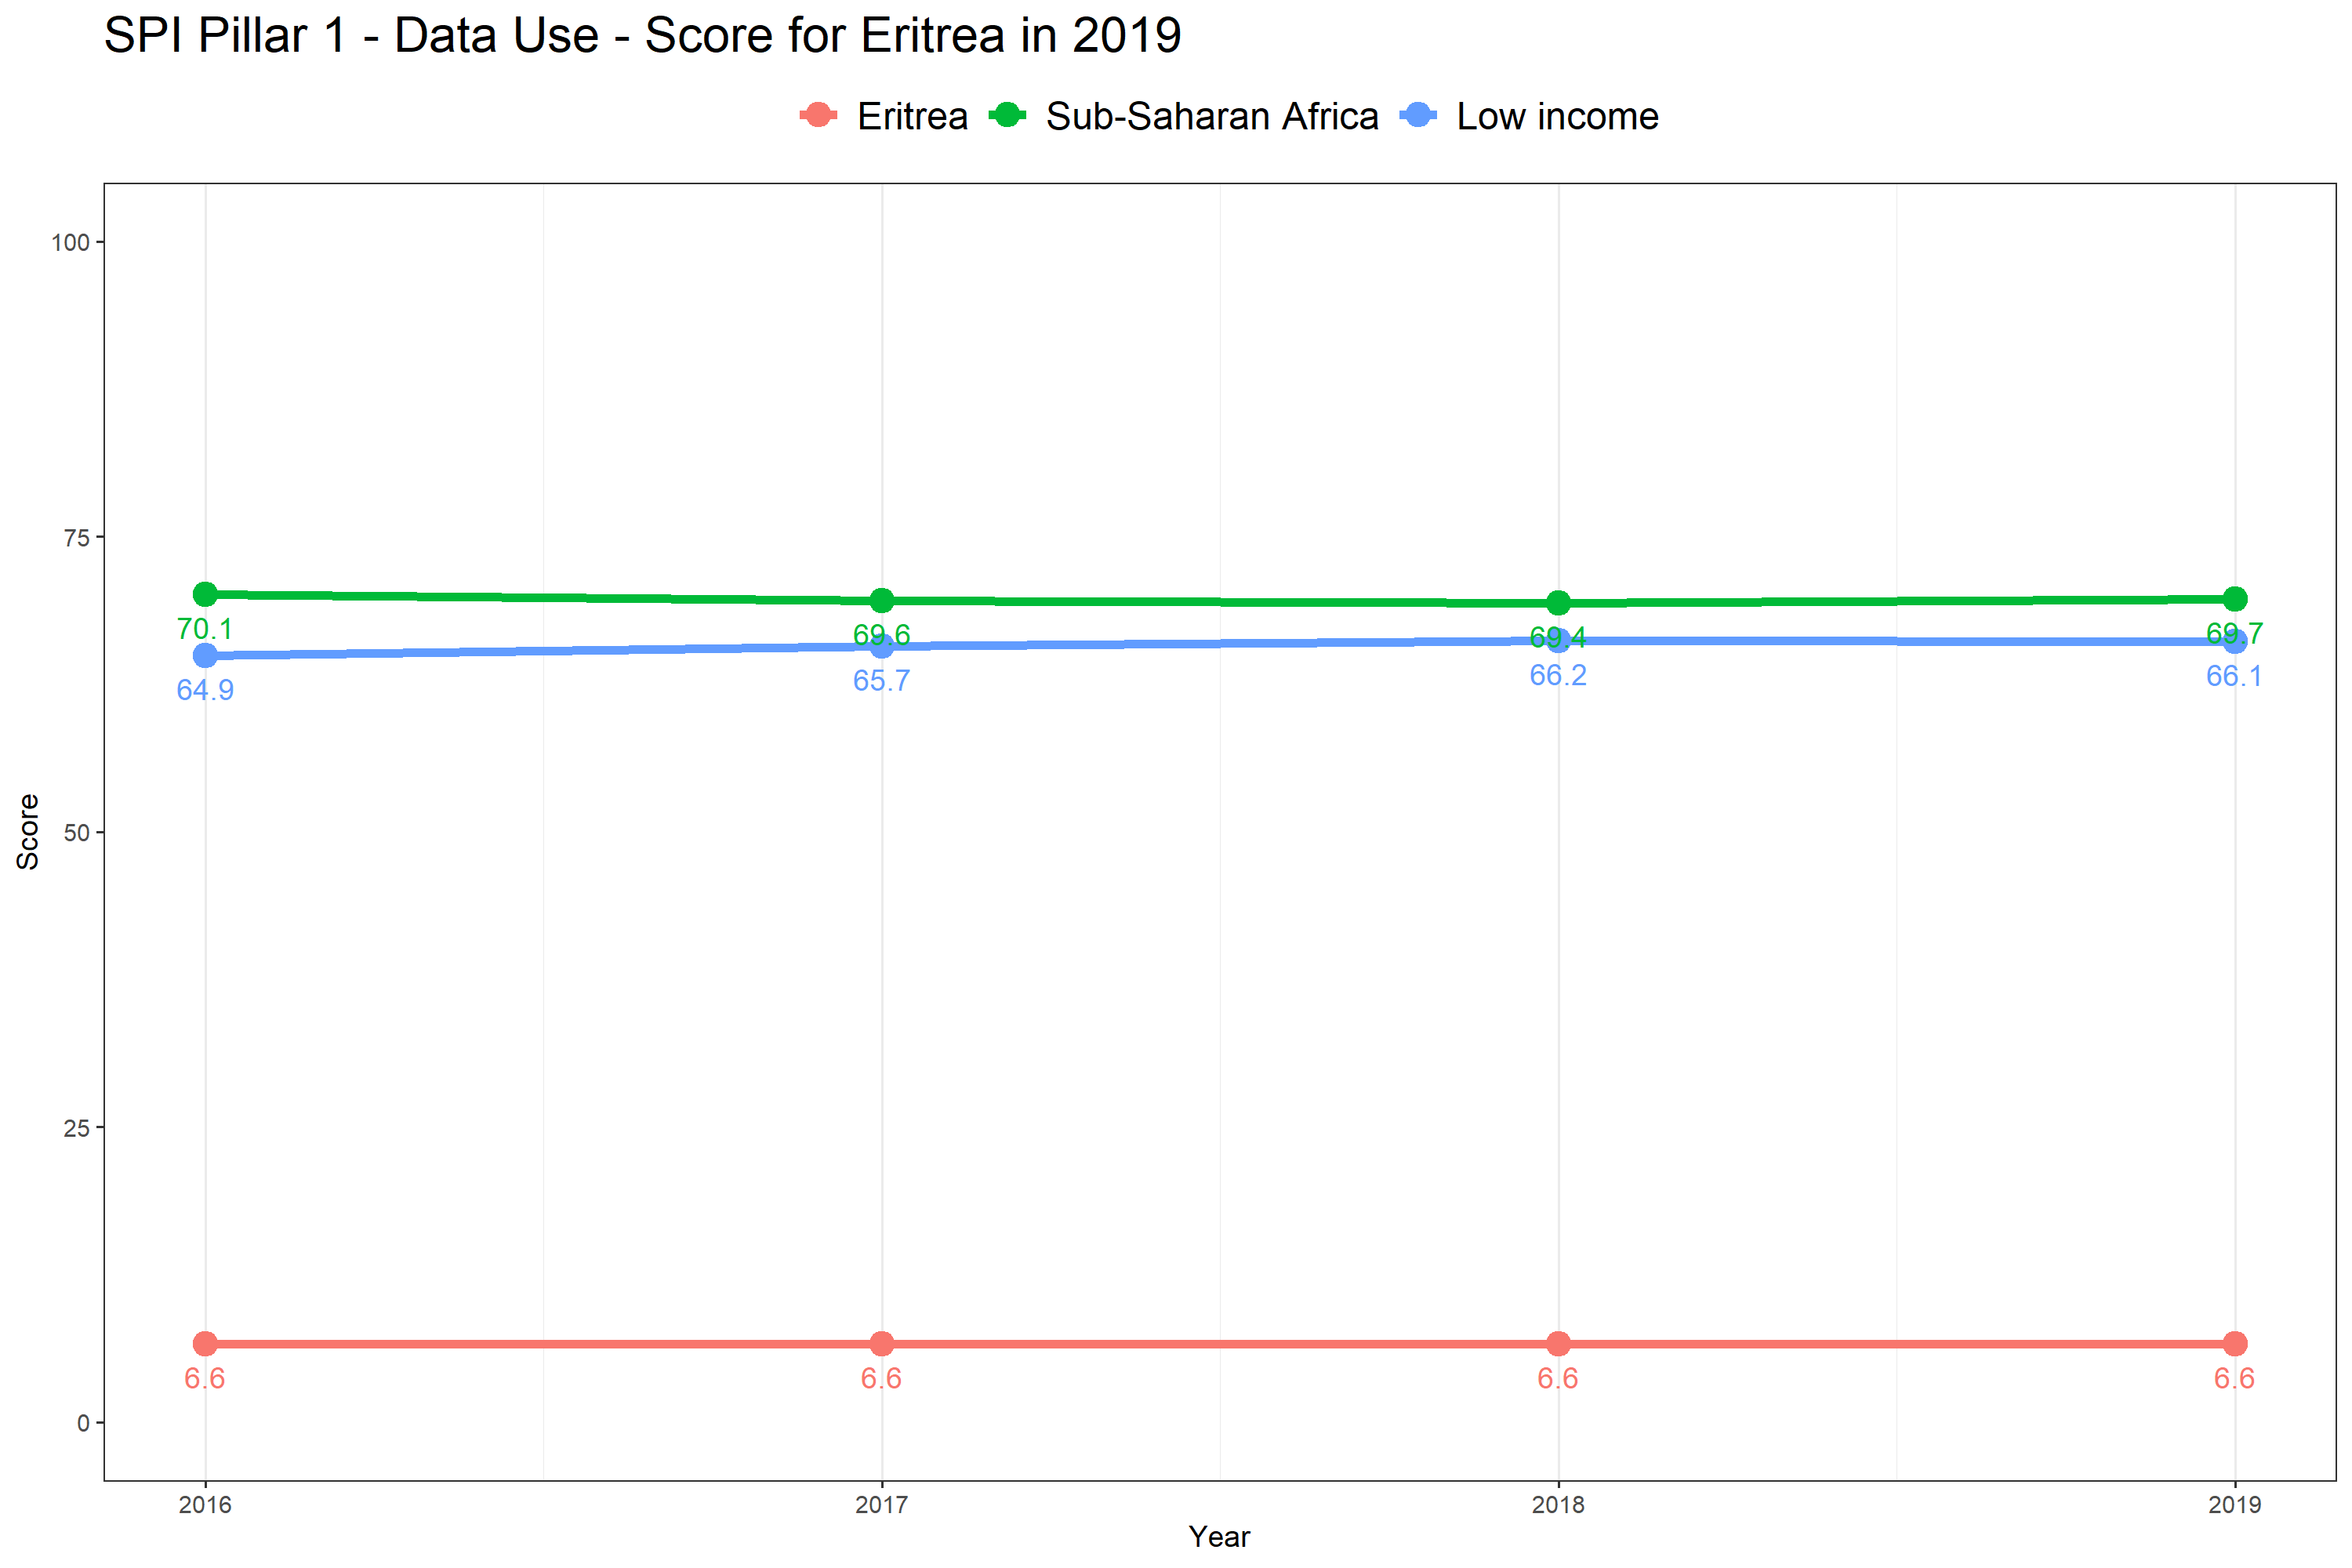 SPI Pillar 1 - Data Use - Score for Eritrea in 2019
Eritrea Sub-Saharan Africa Low income
100
75
50
25
0
Score
70.1 69.6 69.4 69.7
64.9 65.7 66.2 66.1
6.6 6.6 6.6 6.6
2016 2017 2018 2019
Year